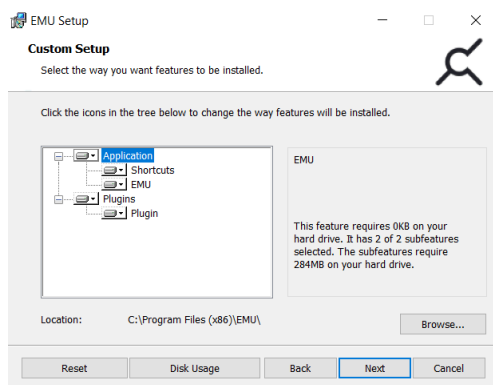 EMU Setup
Custom Setup
Select the way you want features to be installed.
Click the icons in the tree below to change the way features will be installed.
Application
Shortcuts
EMU
Plugins
Plugin
EMU
This feature requires 0KB on your
hard drive. It has 2 of 2 subfeatures
selected. The subfeatures require
284MB on your hard drive.
Location: C:\Program Files (x86)\EMU\
Browse...
Reset Disk Usage Back Next Cancel